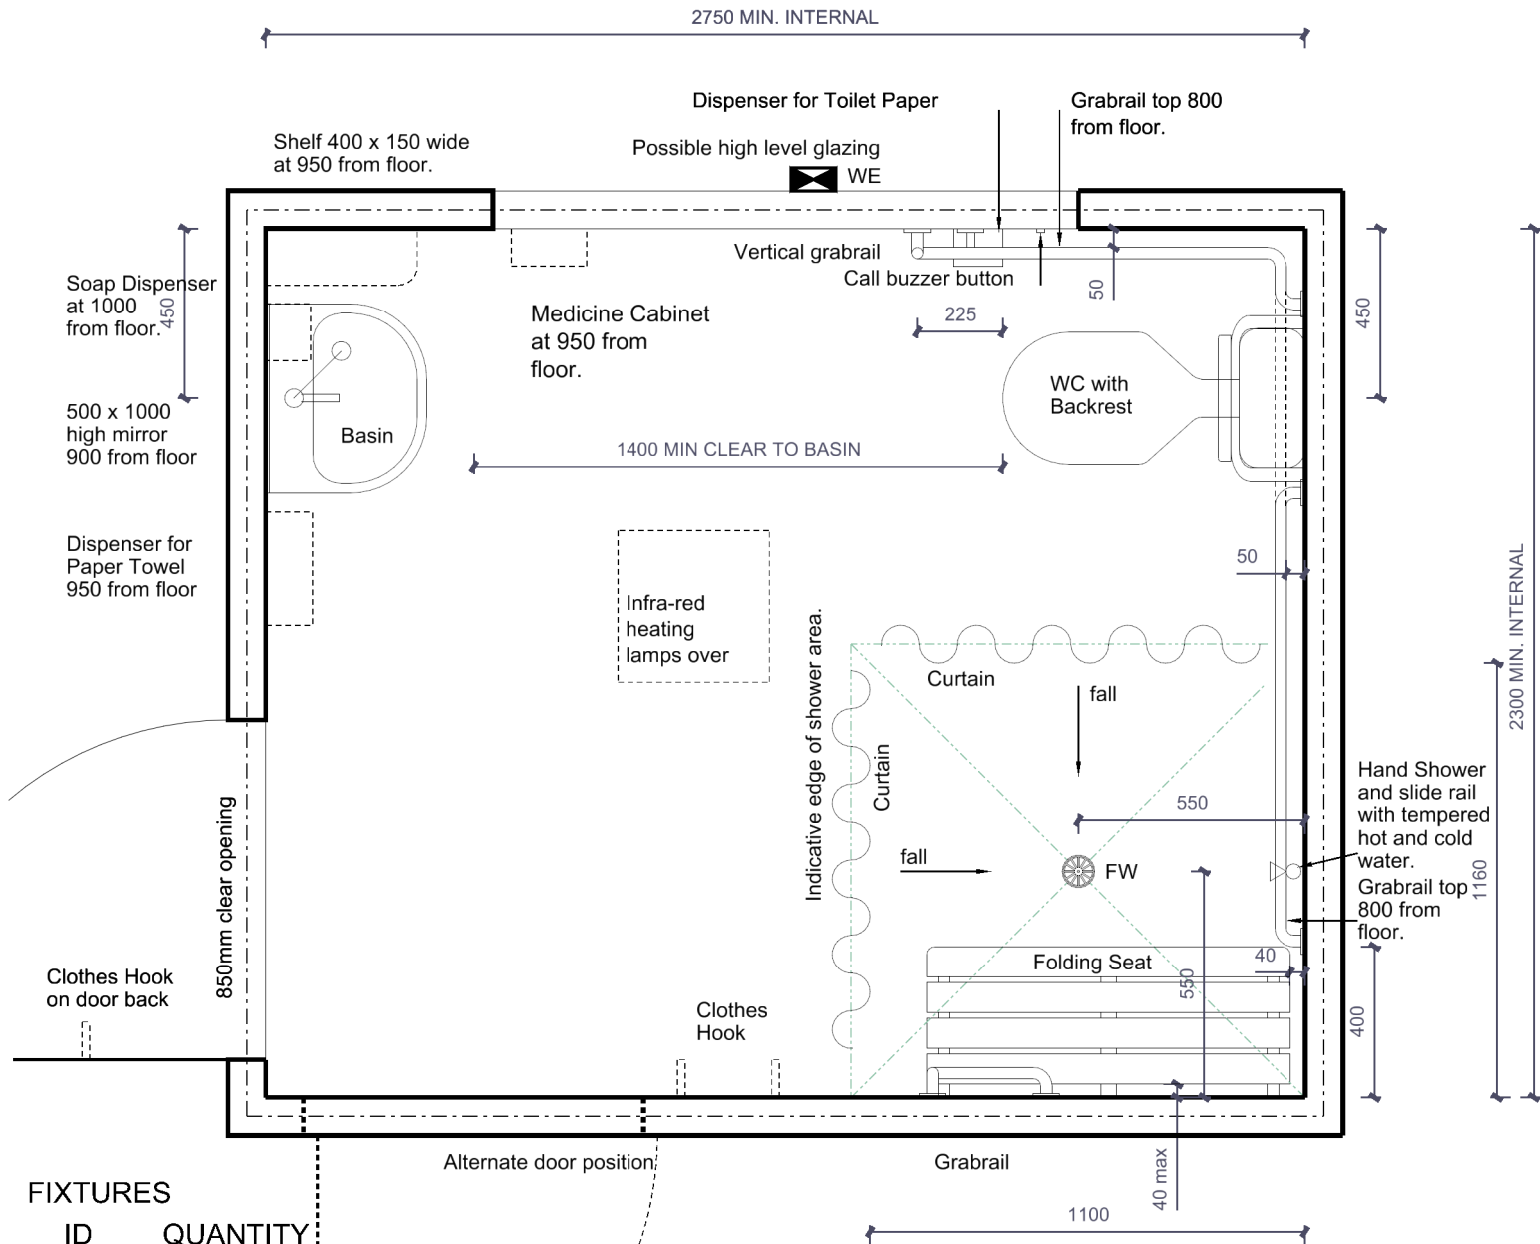 2750 MIN. INTERNAL
Dispenser for Toilet Paper
Grabrail top 800
from floor.
Shelf 400 x 150 wide
at 950 from floor.
Possible high level glazing
WE
Vertical grabrail
Call buzzer button
50
450
Soap Dispenser
at 1000
from floor.
450
Medicine Cabinet
at 950 from
floor.
225
WC with
Backrest
500 x 1000
high mirror
900 from floor
Basin
1400 MIN CLEAR TO BASIN
Dispenser for
Paper Towel
950 from floor
50
2300 MIN. INTERNAL
Infra-red
heating
lamps over
Indicative edge of shower area.
Curtain
fall
Curtain
550
Hand Shower
and slide rail
with tempered
hot and cold
water.
1160
850mm clear opening
fall
FW
Grabrail top
800 from
floor.
Folding Seat
40
550
400
Clothes Hook
on door back
Clothes
Hook
Alternate door position
Grabrail
40 max
1100
FIXTURES
ID QUANTITY